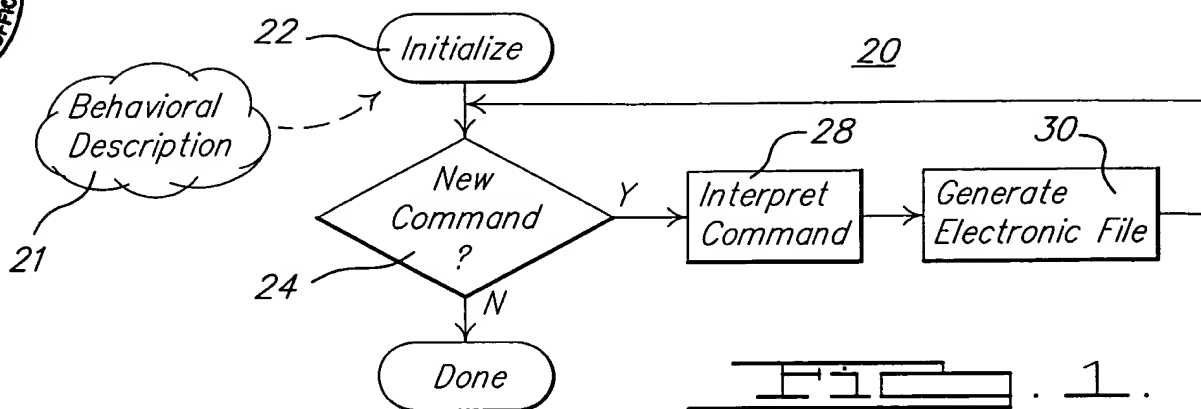 OFFIC
22
Initialize
20
Behavioral
Description
21
28
30
New
Command
?
24
Y
Interpret
Command
Generate
Electronic File
N
Done
Fig. 1.